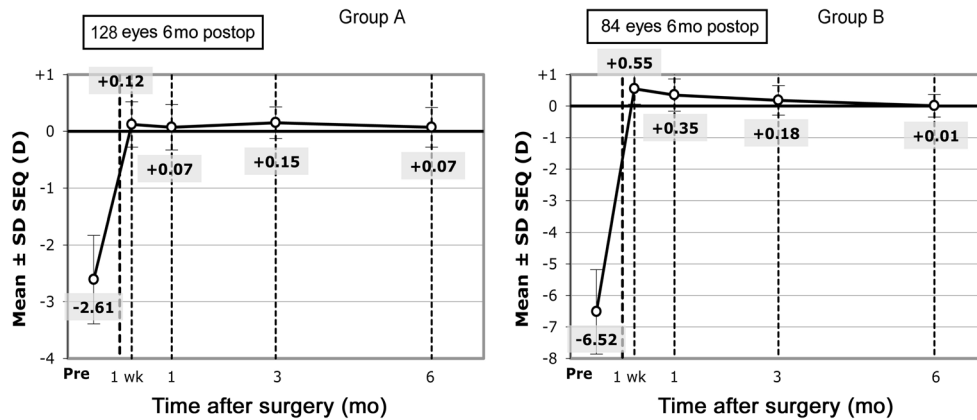 Group A
128 eyes 6mo postop
Mean ± SD SEQ (D)
+1
0
-1
-2
-3
-4
+0.12
+0.07
+0.15
+0.07
-2.61
Pre
1 wk
1
3
6
Time after surgery (mo)
Group B
84 eyes 6mo postop
Mean ± SD SEQ (D)
+1
0
-1
-2
-3
-4
-5
-6
-7
-8
+0.55
+0.35
+0.18
+0.01
-6.52
Pre
1 wk
1
3
6
Time after surgery (mo)